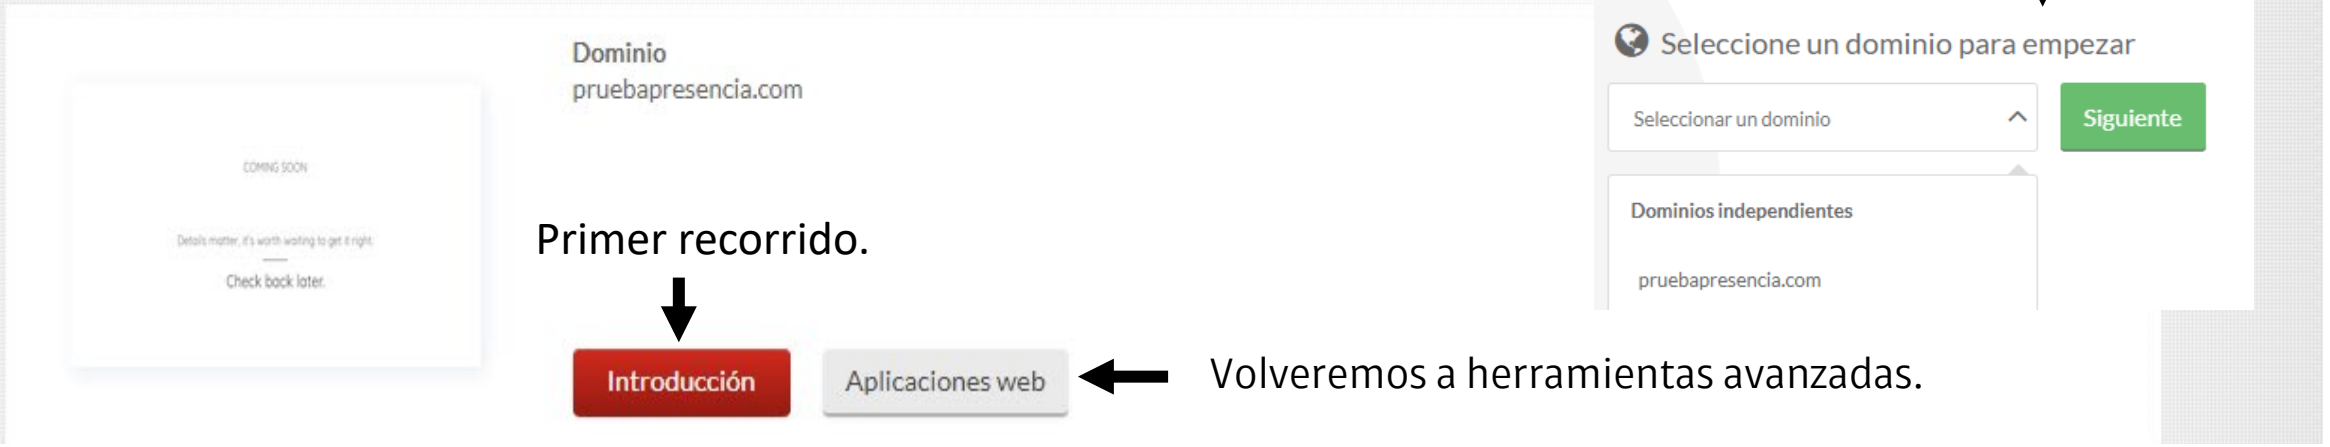 Dominio
pruebapresencia.com
COMING SOON
Details matter, it's worth waiting to get it right.
Check back later.
Primer recorrido.
Introducción
Aplicaciones web
Volveremos a herramientas avanzadas.
Seleccione un dominio para empezar
Seleccionar un dominio
Siguiente
Dominios independientes
pruebapresencia.com